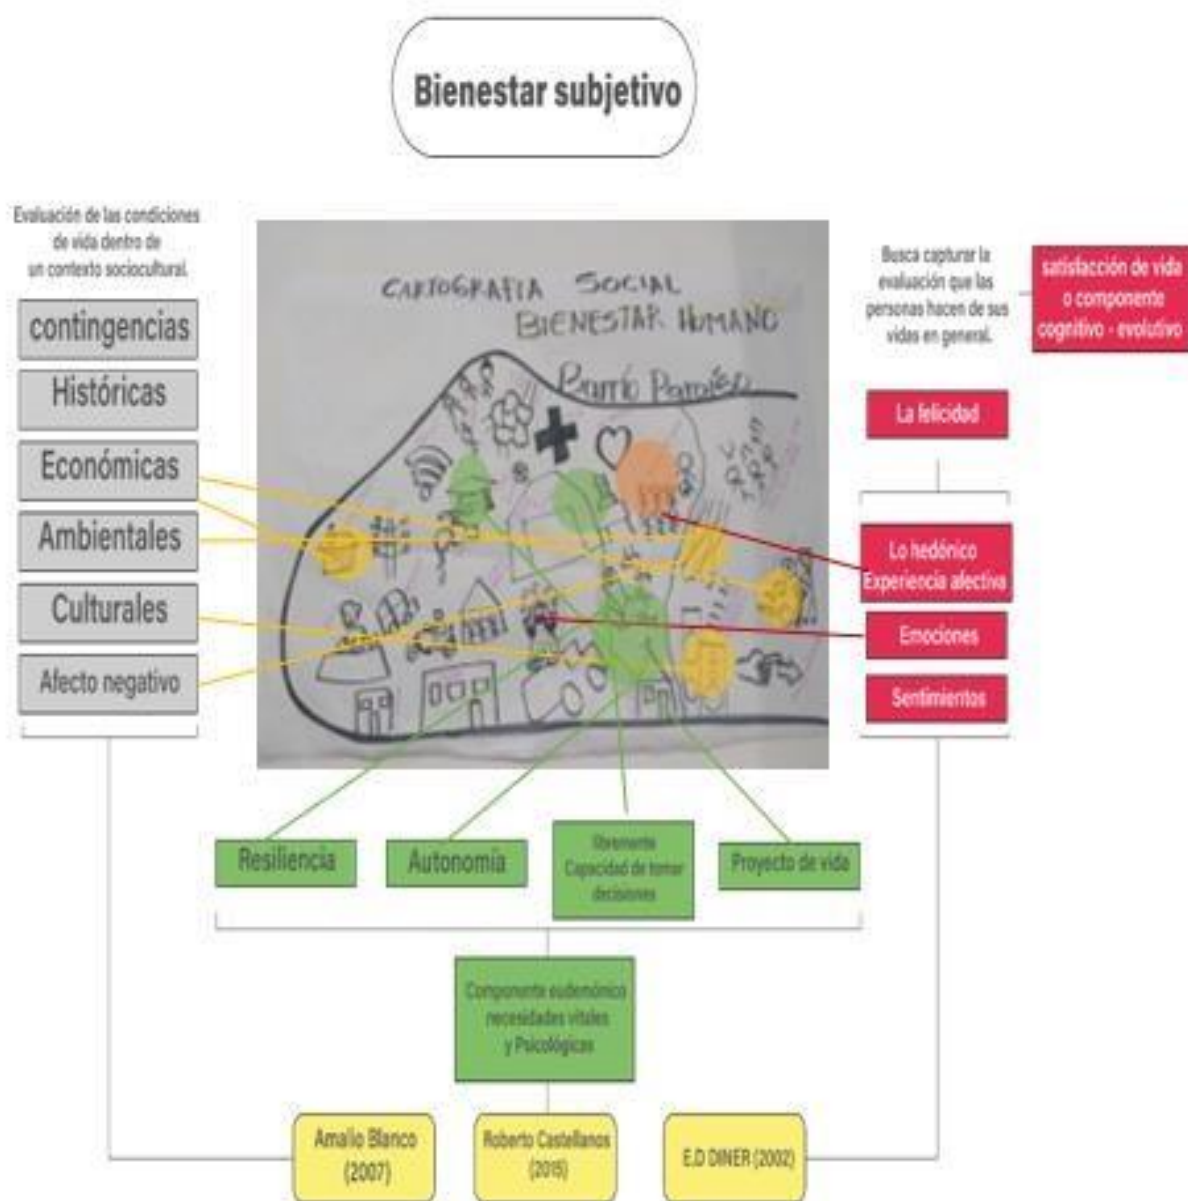 Bienestar subjetivo
Evaluación de las condiciones
de vida dentro de
un contexto sociocultural.
contingencias
Históricas
Económicas
Ambientales
Culturales
Afecto negativo
CARTOGRAFIA SOCIAL
BIENESTAR HUMANO
Barrio
Busca capturar la
evaluación que las
personas hacen de sus
vidas en general.
satisfacción de vida
o componente
cognitivo - evolutivo
La felicidad
Lo hedónico
Experiencia afectiva
Emociones
Sentimientos
Resiliencia
Autonomía
libremente
Capacidad de tomar
decisiones
Proyecto de vida
Componente eudemónico
necesidades vitales
y Psicológicas
Amalio Blanco
(2007)
Roberto Castellanos
(2015)
E.D DINER (2002)